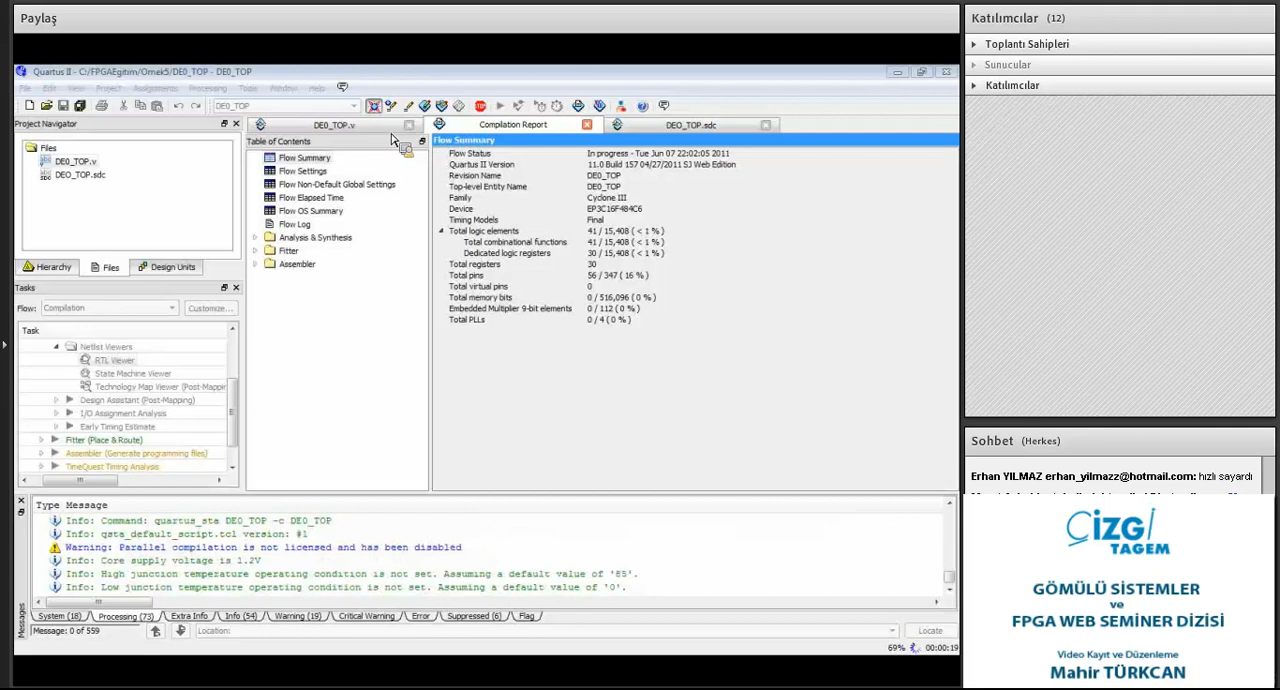 Paylaş
Quartus II - C:/FPGAEgitim/Ornek5/DE0_TOP - DE0_TOP
File Edit View Project Assignments Processing Tools Window Help
DE0_TOP
Project Navigator
Files
DE0_TOP.v
DEO_TOP.sdc
Hierarchy
Files
Design Units
Tasks
Flow: Compilation
Customize...
Task
Netlist Viewers
RTL Viewer
State Machine Viewer
Technology Map Viewer (Post-Mappir
Design Assistant (Post-Mapping)
I/O Assignment Analysis
Early Timing Estimate
Fitter (Place & Route)
Assembler (Generate programming files)
TimeQuest Timing Analysis
DE0_TOP.v
Compilation Report
DEO_TOP.sdc
Table of Contents
Flow Summary
Flow Settings
Flow Non-Default Global Settings
Flow Elapsed Time
Flow OS Summary
Flow Log
Analysis & Synthesis
Fitter
Assembler
Flow Summary
Flow Status In progress - Tue Jun 07 22:02:05 2011
Quartus II Version 11.0 Build 157 04/27/2011 SJ Web Edition
Revision Name DE0_TOP
Top-level Entity Name DE0_TOP
Family Cyclone III
Device EP3C16F484C6
Timing Models Final
Total logic elements 41 / 15,408 ( < 1 % )
Total combinational functions 41 / 15,408 ( < 1 % )
Dedicated logic registers 30 / 15,408 ( < 1 % )
Total registers 30
Total pins 56 / 347 ( 16 % )
Total virtual pins 0
Total memory bits 0 / 516,096 ( 0 % )
Embedded Multiplier 9-bit elements 0 / 112 ( 0 % )
Total PLLs 0 / 4 ( 0 % )
Type Message
Info: Command: quartus_sta DE0_TOP -c DE0_TOP
Info: qsta_default_script.tcl version: #1
Warning: Parallel compilation is not licensed and has been disabled
Info: Core supply voltage is 1.2V
Info: High junction temperature operating condition is not set. Assuming a default value of '85'.
Info: Low junction temperature operating condition is not set. Assuming a default value of '0'.
System (18) Processing (73) Extra Info Info (54) Warning (19) Critical Warning Error Suppressed (6) Flag
Messages
Message: 0 of 559
Location:
Locate
69% 00:00:19
Katılımcılar (12)
Toplantı Sahipleri
Sunucular
Katılımcılar
Sohbet (Herkes)
Erhan YILMAZ erhan_yilmazz@hotmail.com: hızlı sayardı
ÇİZGİ
TAGEM
GÖMÜLÜ SİSTEMLER
ve
FPGA WEB SEMİNER DİZİSİ
Video Kayıt ve Düzenleme
Mahir TÜRKCAN